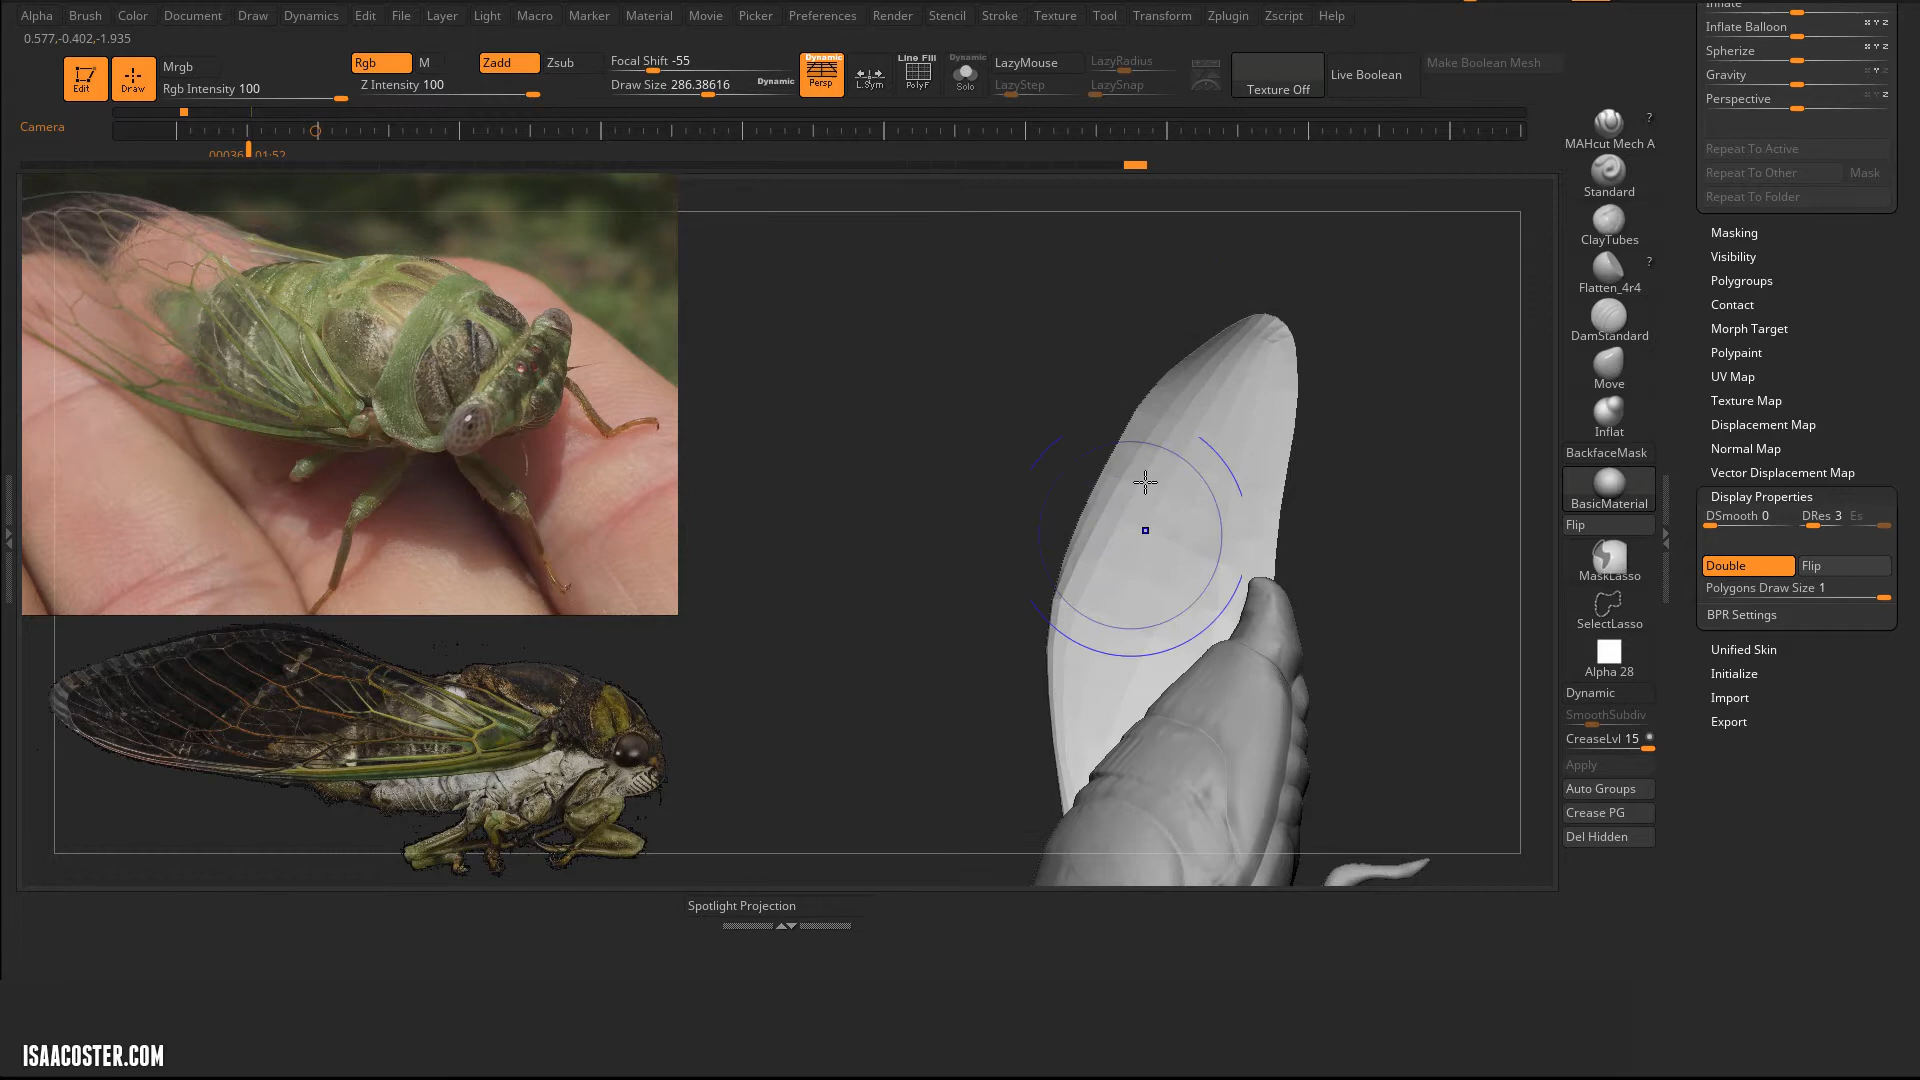 Alpha Brush Color Document Draw Dynamics Edit File Layer Light Macro Marker Material Movie Picker Preferences Render Stencil Stroke Texture Tool Transform Zplugin Zscript Help
0.577,-0.402,-1.935
Edit
Draw
Mrgb
Rgb Intensity 100
Rgb
M
Zadd
Zsub
Z Intensity 100
Focal Shift -55
Draw Size 286.38616
Dynamic
Dynamic
Persp
L.Sym
Line Fill
PolyF
Dynamic
Solo
LazyMouse
LazyRadius
LazyStep
LazySnap
Texture Off
Live Boolean
Make Boolean Mesh
Camera
00036 01:52
MAHcut Mech A
?
Standard
ClayTubes
Flatten_4r4
?
DamStandard
Move
Inflat
BackfaceMask
BasicMaterial
Flip
MaskLasso
SelectLasso
Alpha 28
Dynamic
SmoothSubdiv
CreaseLvl 15
Apply
Auto Groups
Crease PG
Del Hidden
Inflate
Inflate Balloon
Spherize
Gravity
Perspective
Repeat To Active
Repeat To Other Mask
Repeat To Folder
Masking
Visibility
Polygroups
Contact
Morph Target
Polypaint
UV Map
Texture Map
Displacement Map
Normal Map
Vector Displacement Map
Display Properties
DSmooth 0 DRes 3 Es
Double Flip
Polygons Draw Size 1
BPR Settings
Unified Skin
Initialize
Import
Export
Spotlight Projection
ISAACOSTER.COM